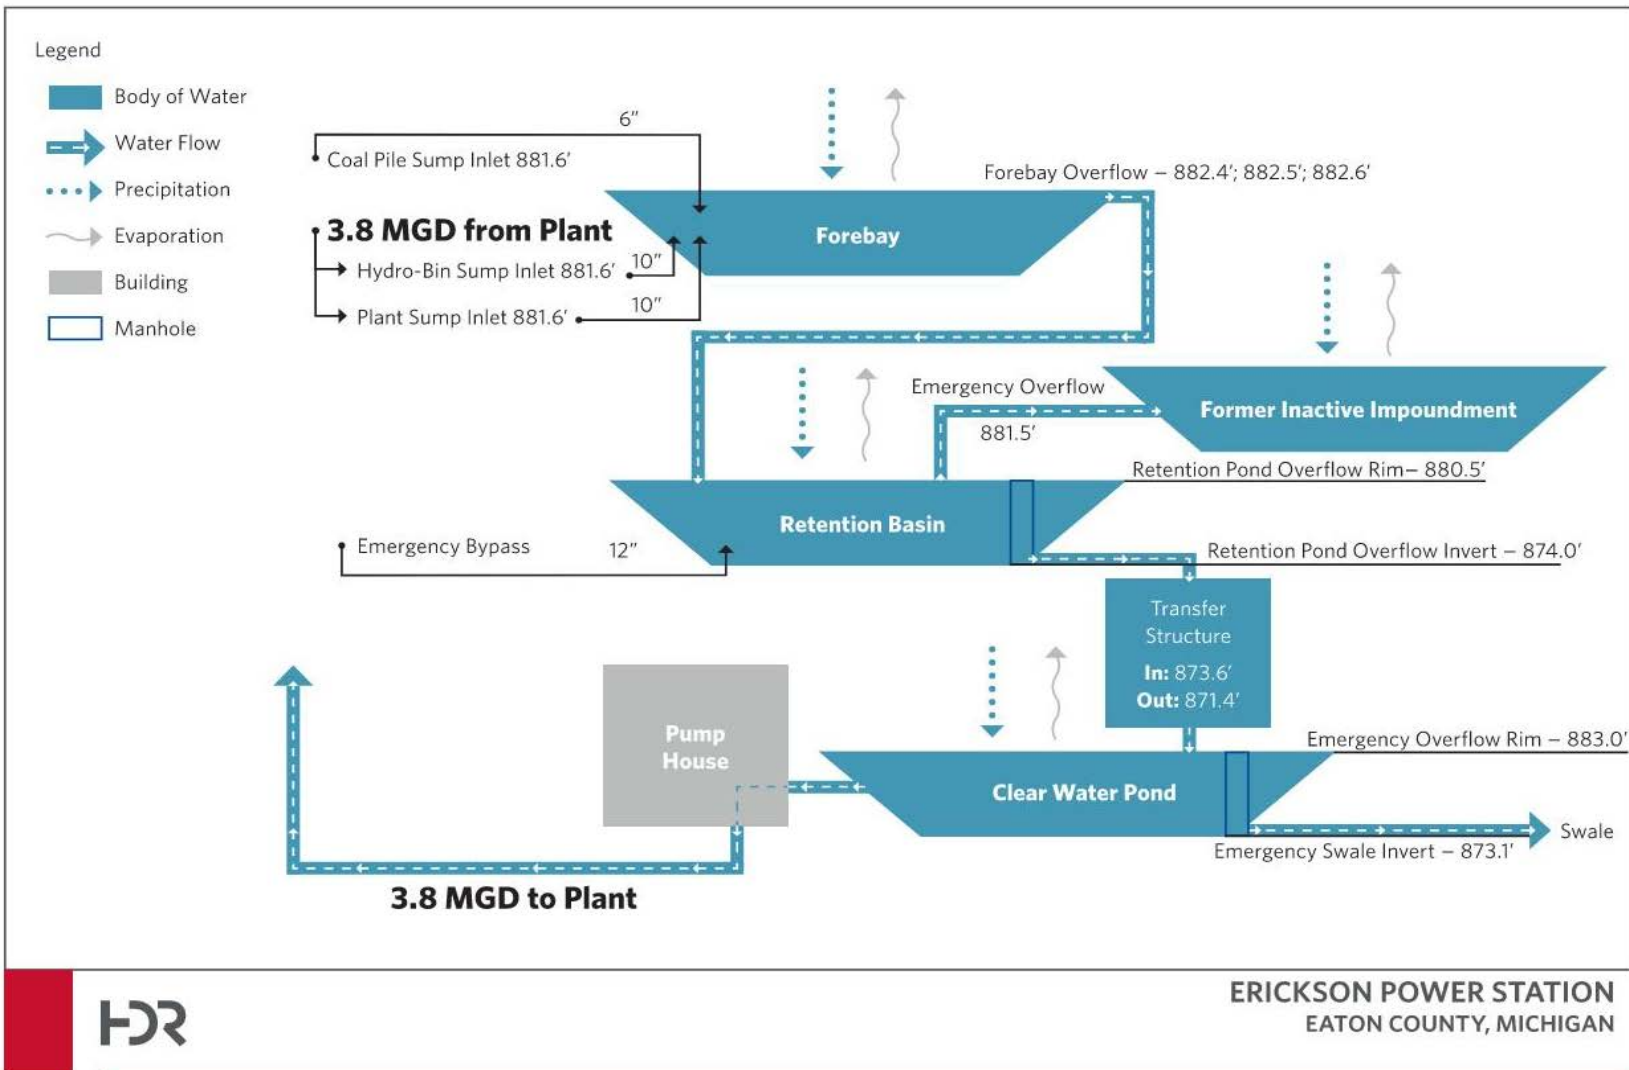 Legend
Body of Water
Water Flow
Precipitation
Evaporation
Building
Manhole
6”
Coal Pile Sump Inlet 881.6’
3.8 MGD from Plant
Hydro-Bin Sump Inlet 881.6’
10”
Plant Sump Inlet 881.6’
10”
Forebay
Forebay Overflow – 882.4’; 882.5’; 882.6’
Emergency Overflow
881.5’
Former Inactive Impoundment
Retention Pond Overflow Rim– 880.5’
Retention Basin
Emergency Bypass
12”
Retention Pond Overflow Invert – 874.0’
Transfer
Structure
In: 873.6’
Out: 871.4’
Pump
House
Emergency Overflow Rim – 883.0’
Clear Water Pond
Swale
Emergency Swale Invert – 873.1’
3.8 MGD to Plant
HDR
ERICKSON POWER STATION
EATON COUNTY, MICHIGAN